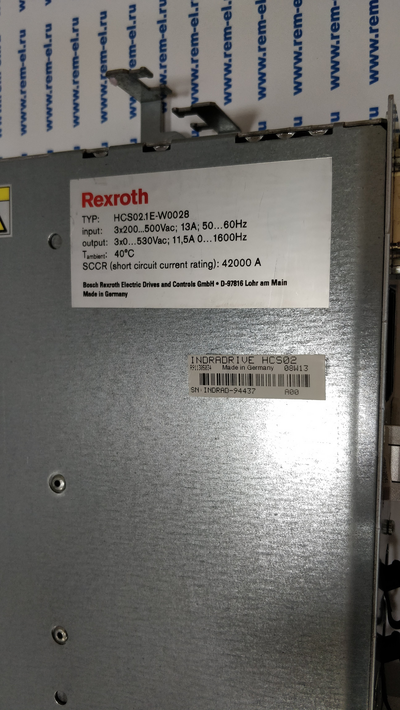 www.rem-el.ru
Rexroth
TYP: HCS02.1E-W0028
input: 3x200...500Vac; 13A; 50...60Hz
output: 3x0...530Vac; 11,5A 0...1600Hz
Tambient: 40°C
SCCR (short circuit current rating): 42000 A
Bosch Rexroth Electric Drives and Controls GmbH • D-97816 Lohr am Main
Made in Germany
INDRADRIVE HCS02
Made in Germany 08W13
SN:INDRAD-94437 A00